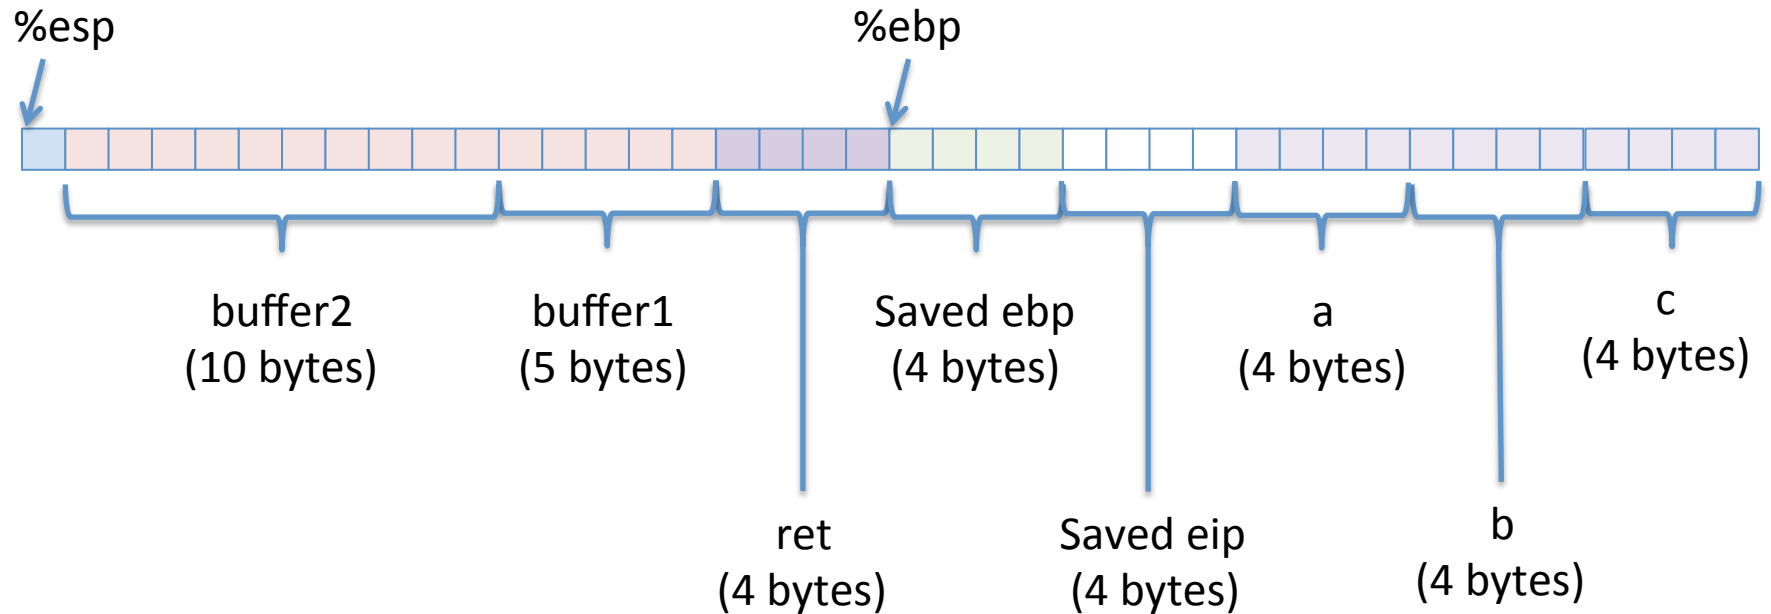 %esp
%ebp
buffer2
(10 bytes)
buffer1
(5 bytes)
Saved ebp
(4 bytes)
a
(4 bytes)
c
(4 bytes)
ret
(4 bytes)
Saved eip
(4 bytes)
b
(4 bytes)